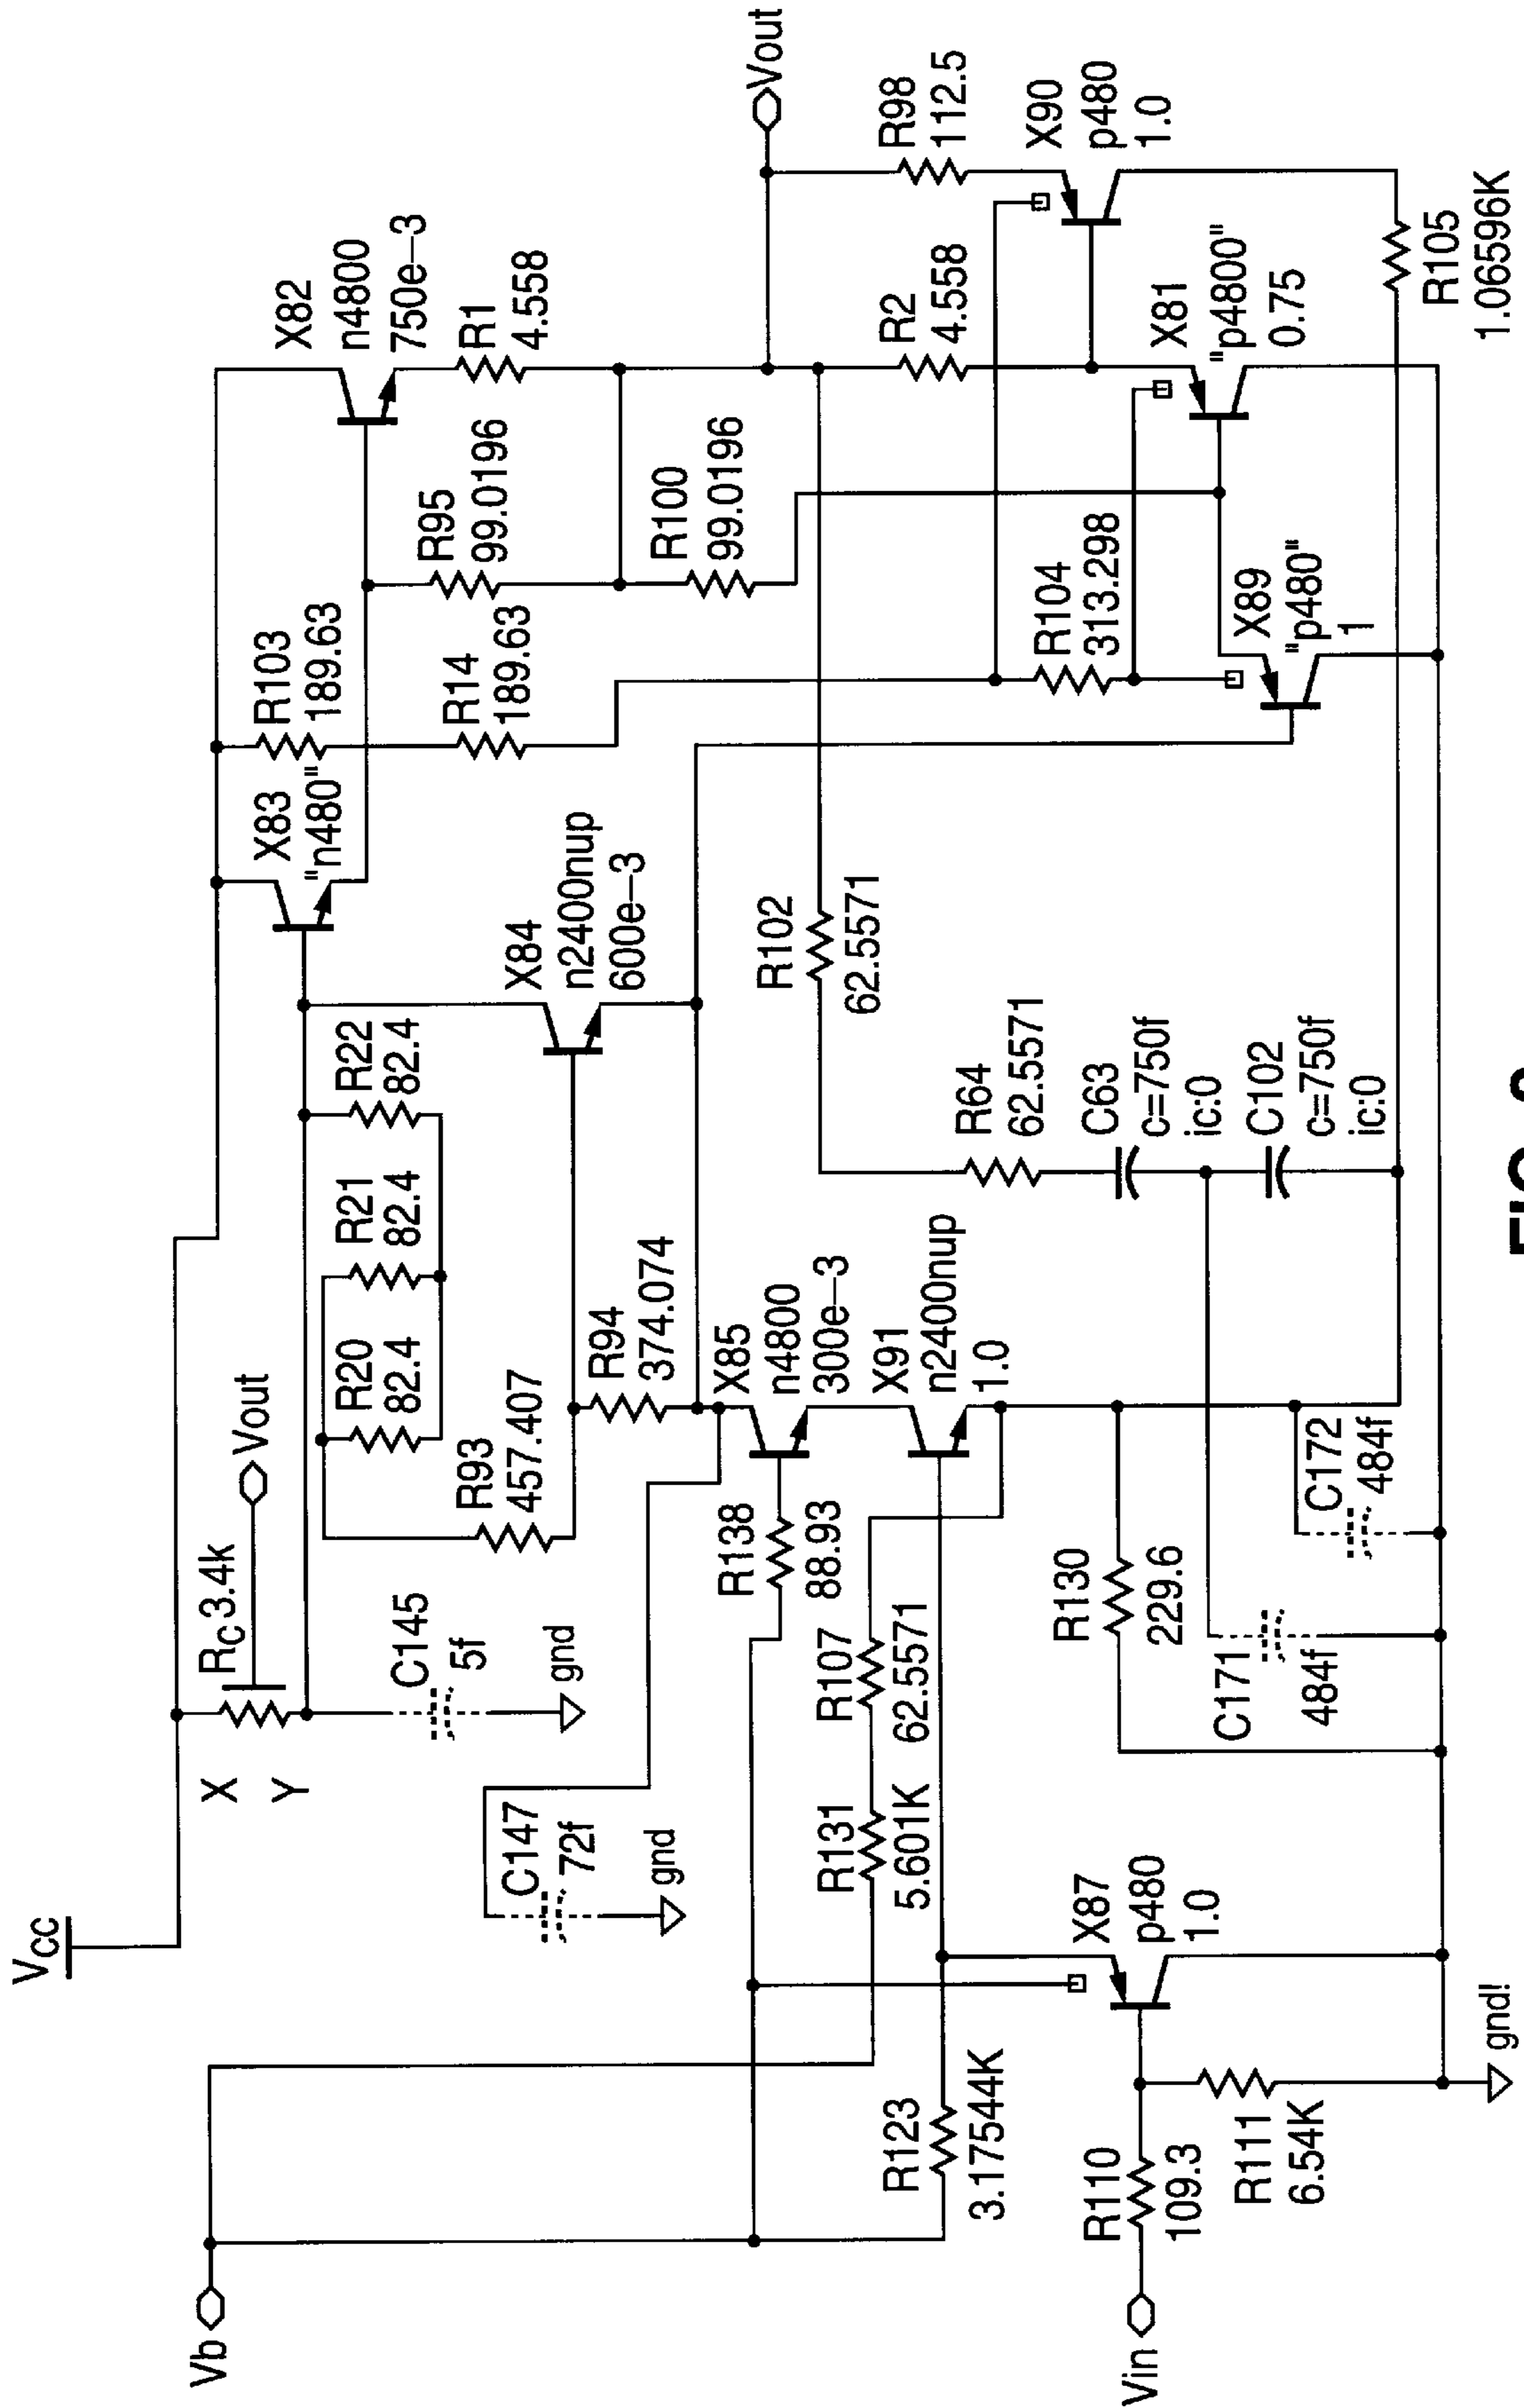 Vcc
Vb
X
Y
Rc 3.4k
Vout
C145
5f
gnd
C147
72f
gnd
R20
82.4
R21
82.4
R22
82.4
R93
457.407
R94
374.074
X83
"n480"
X84
n2400nup
600e-3
R103
189.63
R14
189.63
X82
n4800
750e-3
R95
99.0196
R1
4.558
R100
99.0196
Vout
R138
88.93
X85
n4800
300e-3
R131
5.601K
R107
62.5571
X91
n2400nup
1.0
R102
62.5571
R64
62.5571
C63
c=750f
ic:0
C102
c=750f
ic:0
R104
313.298
R2
4.558
R98
112.5
X90
p480
1.0
X81
"p4800"
0.75
X89
"p480"
1
R105
1.06596K
R123
3.17544K
X87
p480
1.0
R130
229.6
C171
484f
C172
484f
Vin
R110
109.3
R111
6.54K
gnd!